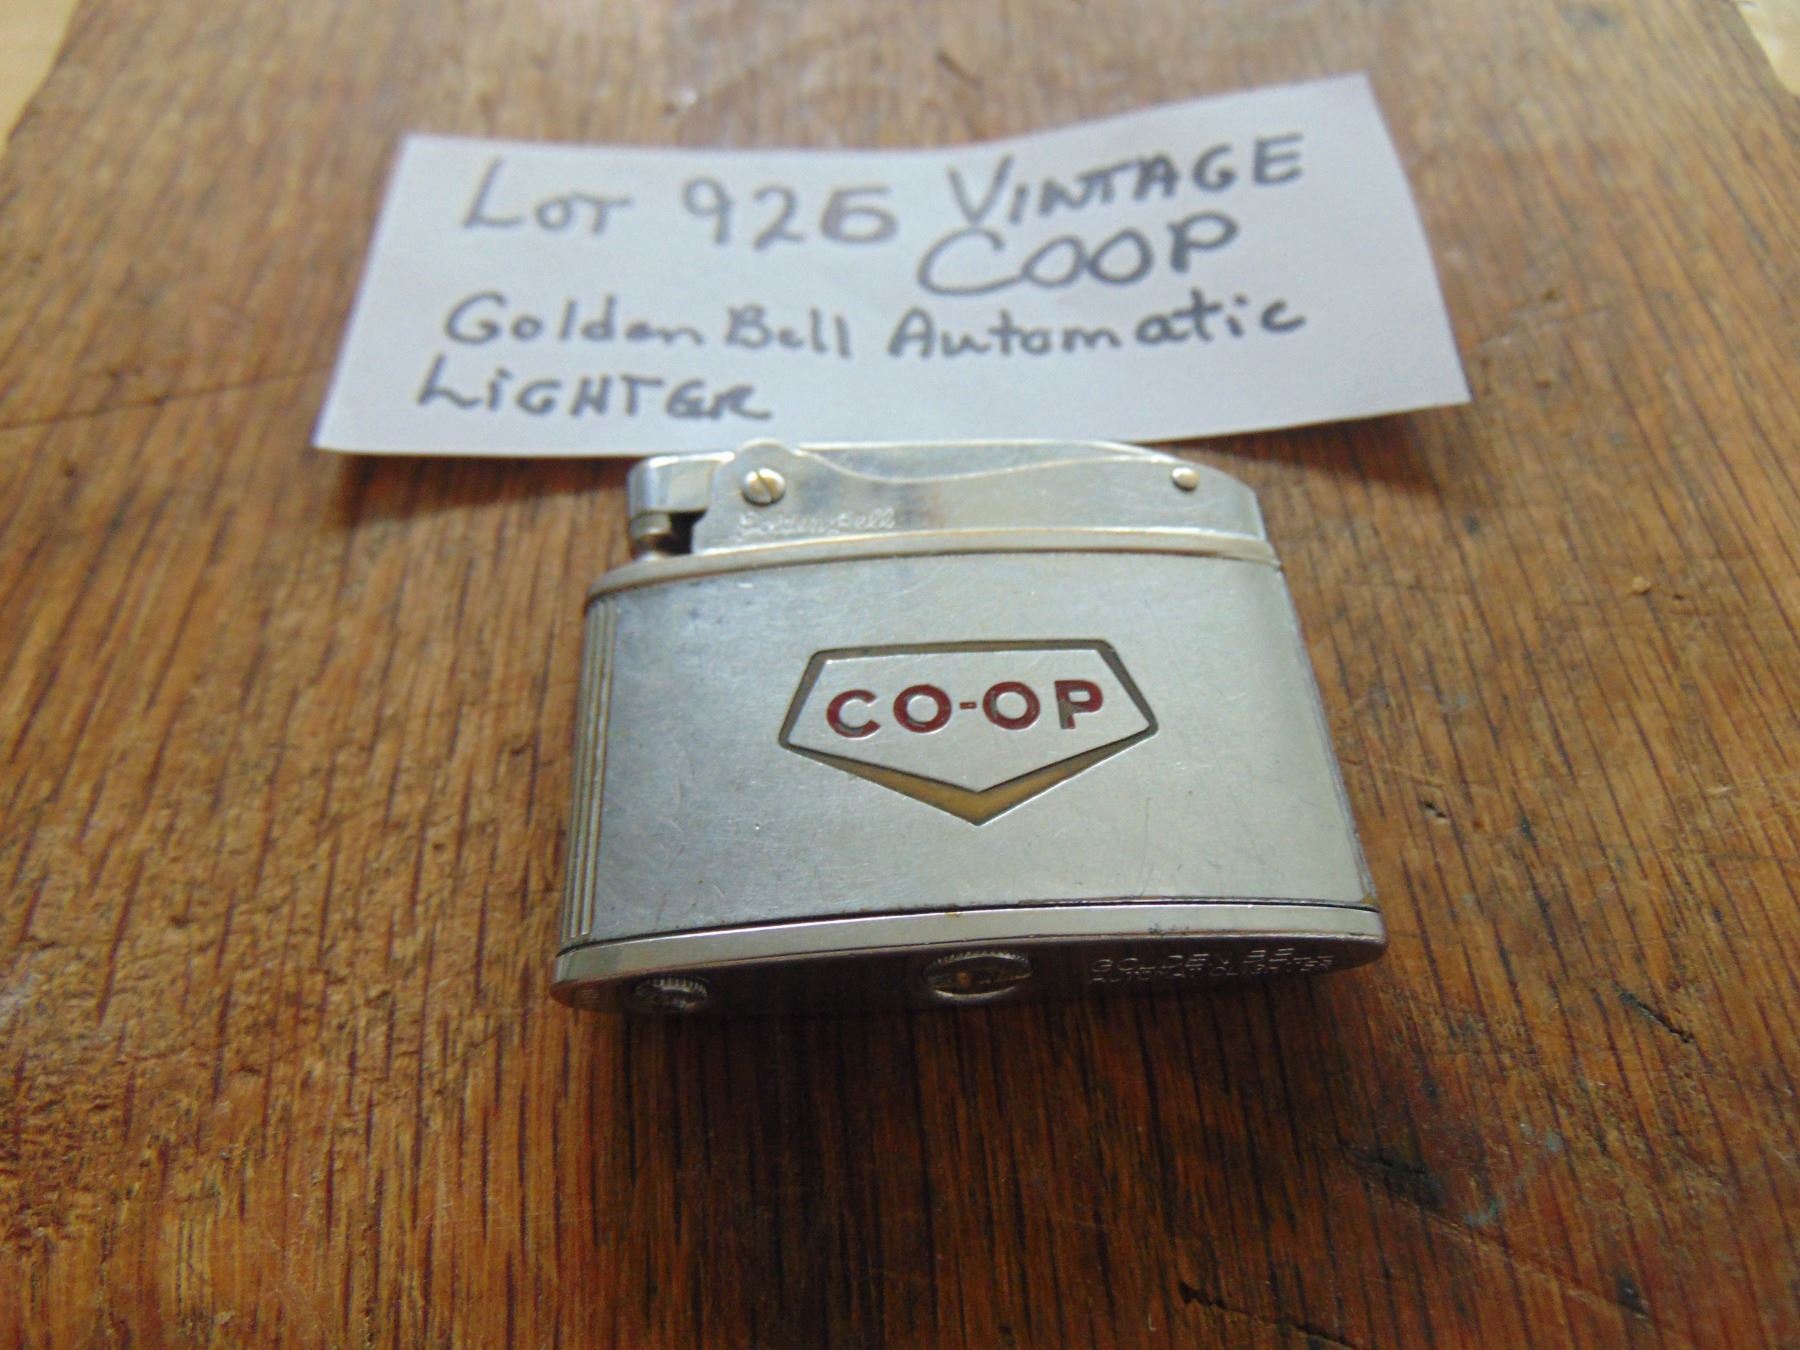 LOT 926 VINTAGE
COOP
Golden Bell Automatic
LiGHTER
Golden Bell
CO-OP
GOLDEN BELL
AUTOMATIC LIGHTER